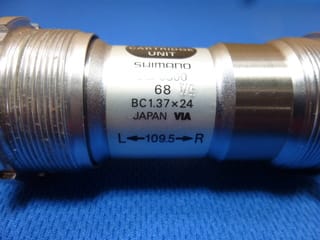 CARTRIDGE
UNIT
SHIMANO
68
BC1.37×24
JAPAN VIA
L←109.5→R